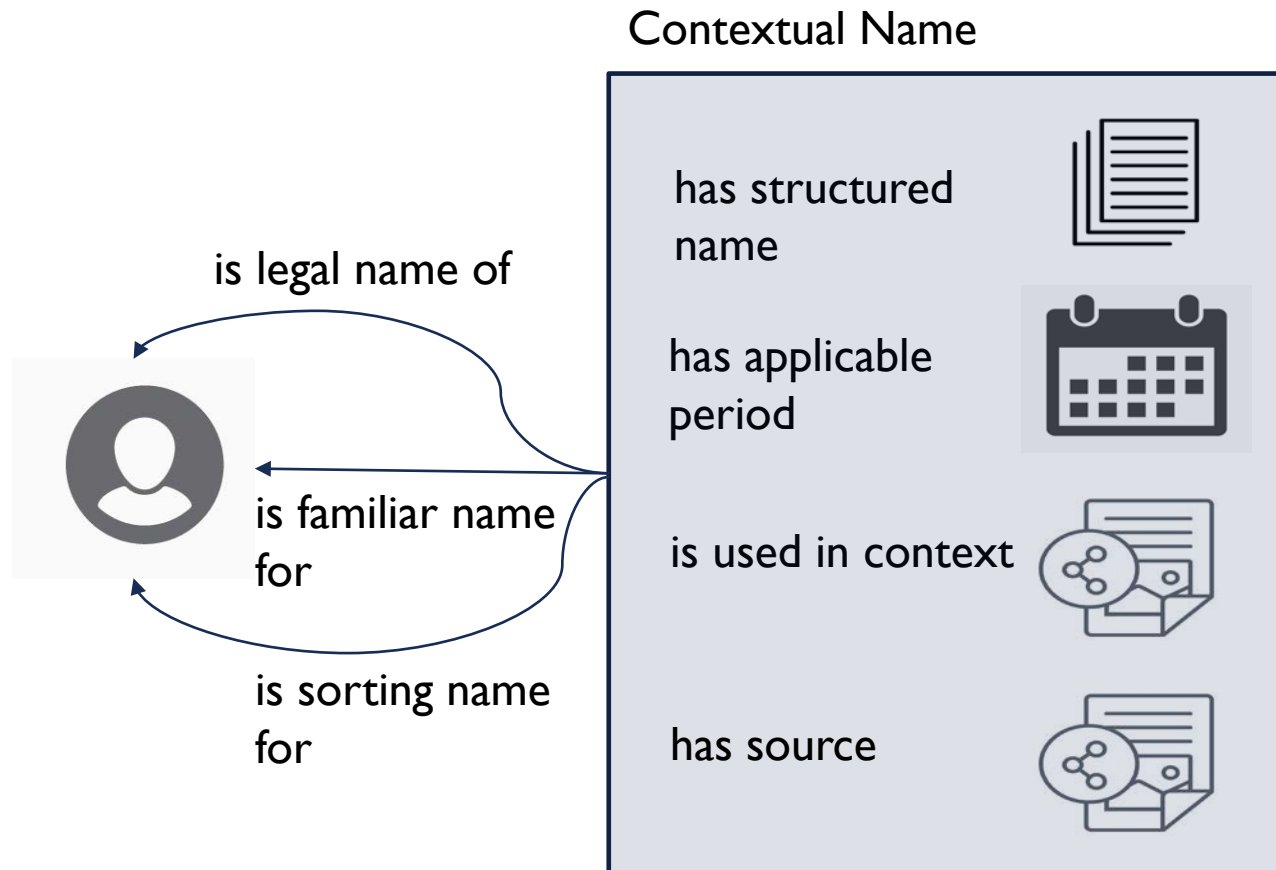 Contextual Name
is legal name of
is familiar name
for
is sorting name
for
has structured
name
has applicable
period
is used in context
has source